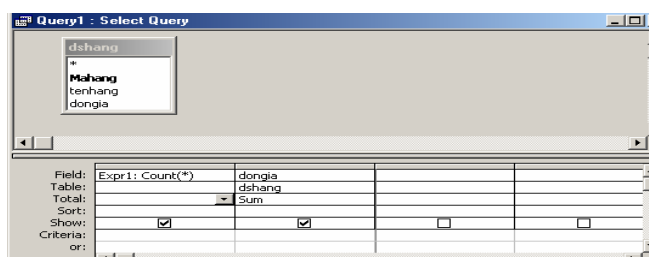 Query1 : Select Query
dshang
*
Mahang
tenhang
dongia
Field: Expr1: Count(*) dongia
Table: dshang
Total: Sum
Sort:
Show:
Criteria:
or: